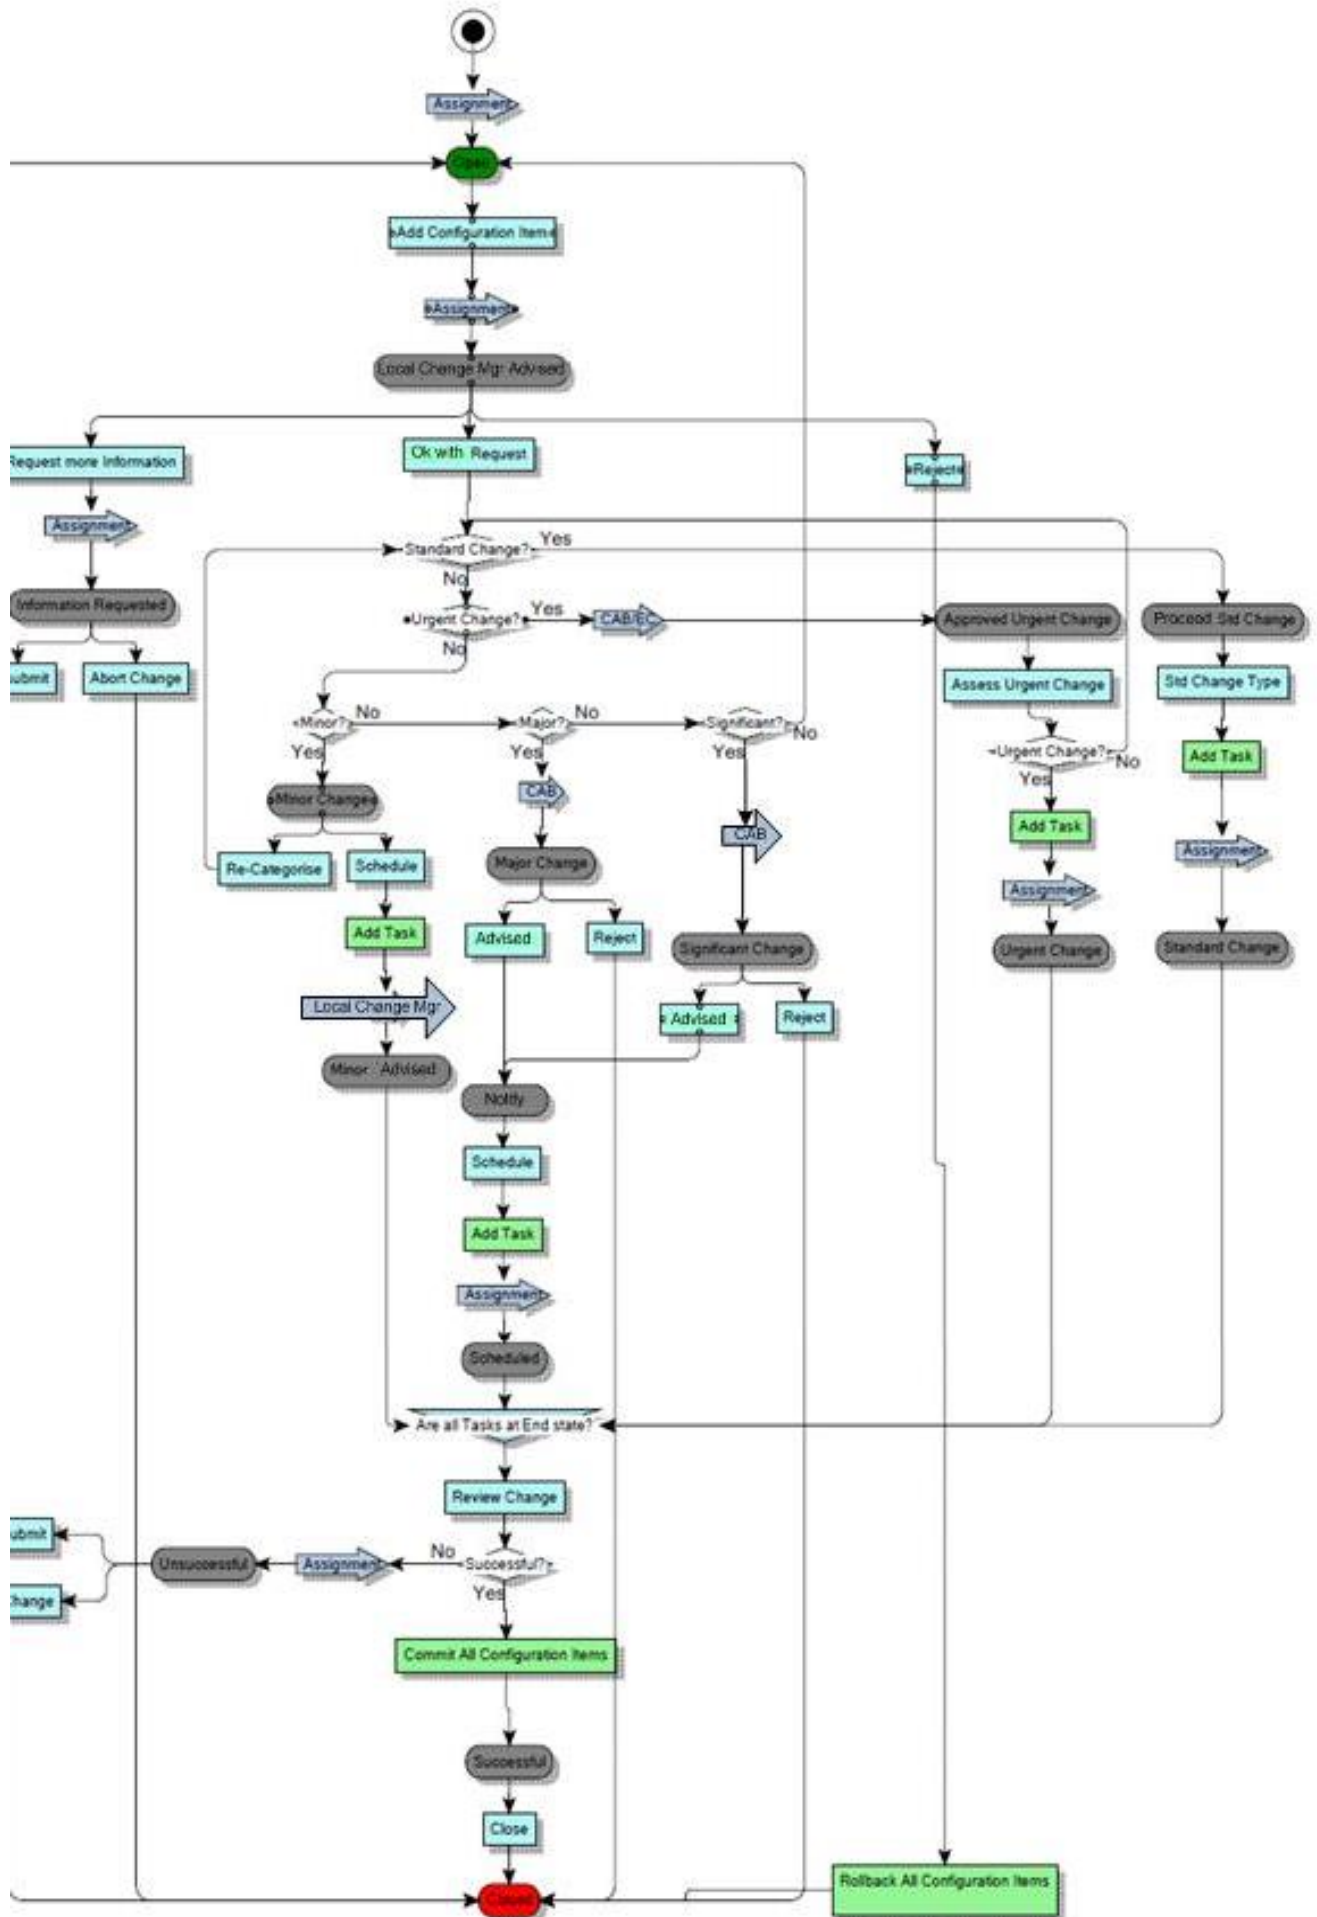 Assignment
Open
Add Configuration Item
Assignment
Local Change Mgr Advised
Request more Information
Ok with Request
Reject
Assignment
Standard Change?
Yes
No
Information Requested
Urgent Change?
Yes
CAB/EC
Approved Urgent Change
Proceed Std Change
No
ubmit
Abort Change
Assess Urgent Change
Std Change Type
Minor?
No
Major?
No
Significant?
No
Yes
Yes
Yes
Urgent Change?
No
Yes
Add Task
Minor Change
CAB
CAB
Add Task
Re-Categorise
Schedule
Major Change
Assignment
Assignment
Add Task
Advised
Reject
Significant Change
Urgent Change
Standard Change
Local Change Mgr
Advised
Reject
Minor Advised
Notify
Schedule
Add Task
Assignment
Scheduled
Are all Tasks at End state?
Review Change
ubmit
Unsuccessful
Assignment
No
Successful?
Yes
hange
Commit All Configuration Items
Successful
Close
Rollback All Configuration Items
Closed